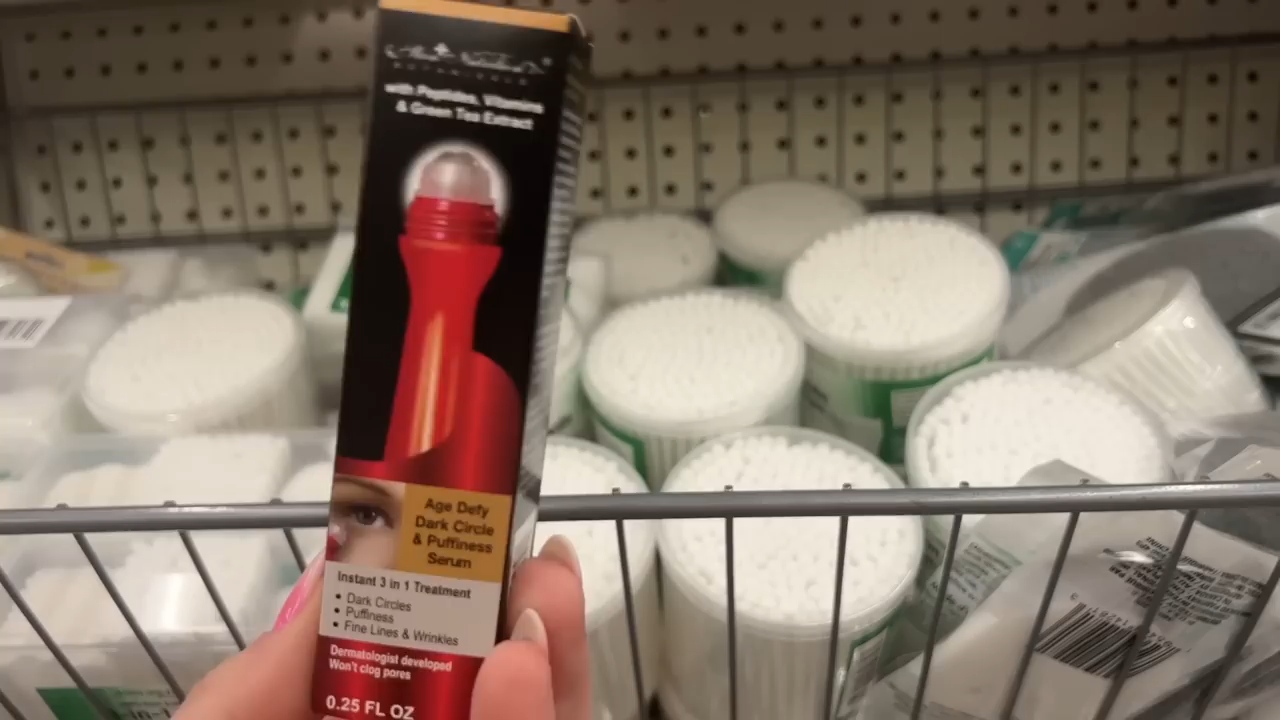 with Peptides, Vitamins
& Green Tea Extract
Age Defy
Dark Circle
& Puffiness
Serum
Instant 3 in 1 Treatment
• Dark Circles
• Puffiness
• Fine Lines & Wrinkles
Dermatologist developed
Won't clog pores
0.25 FL OZ